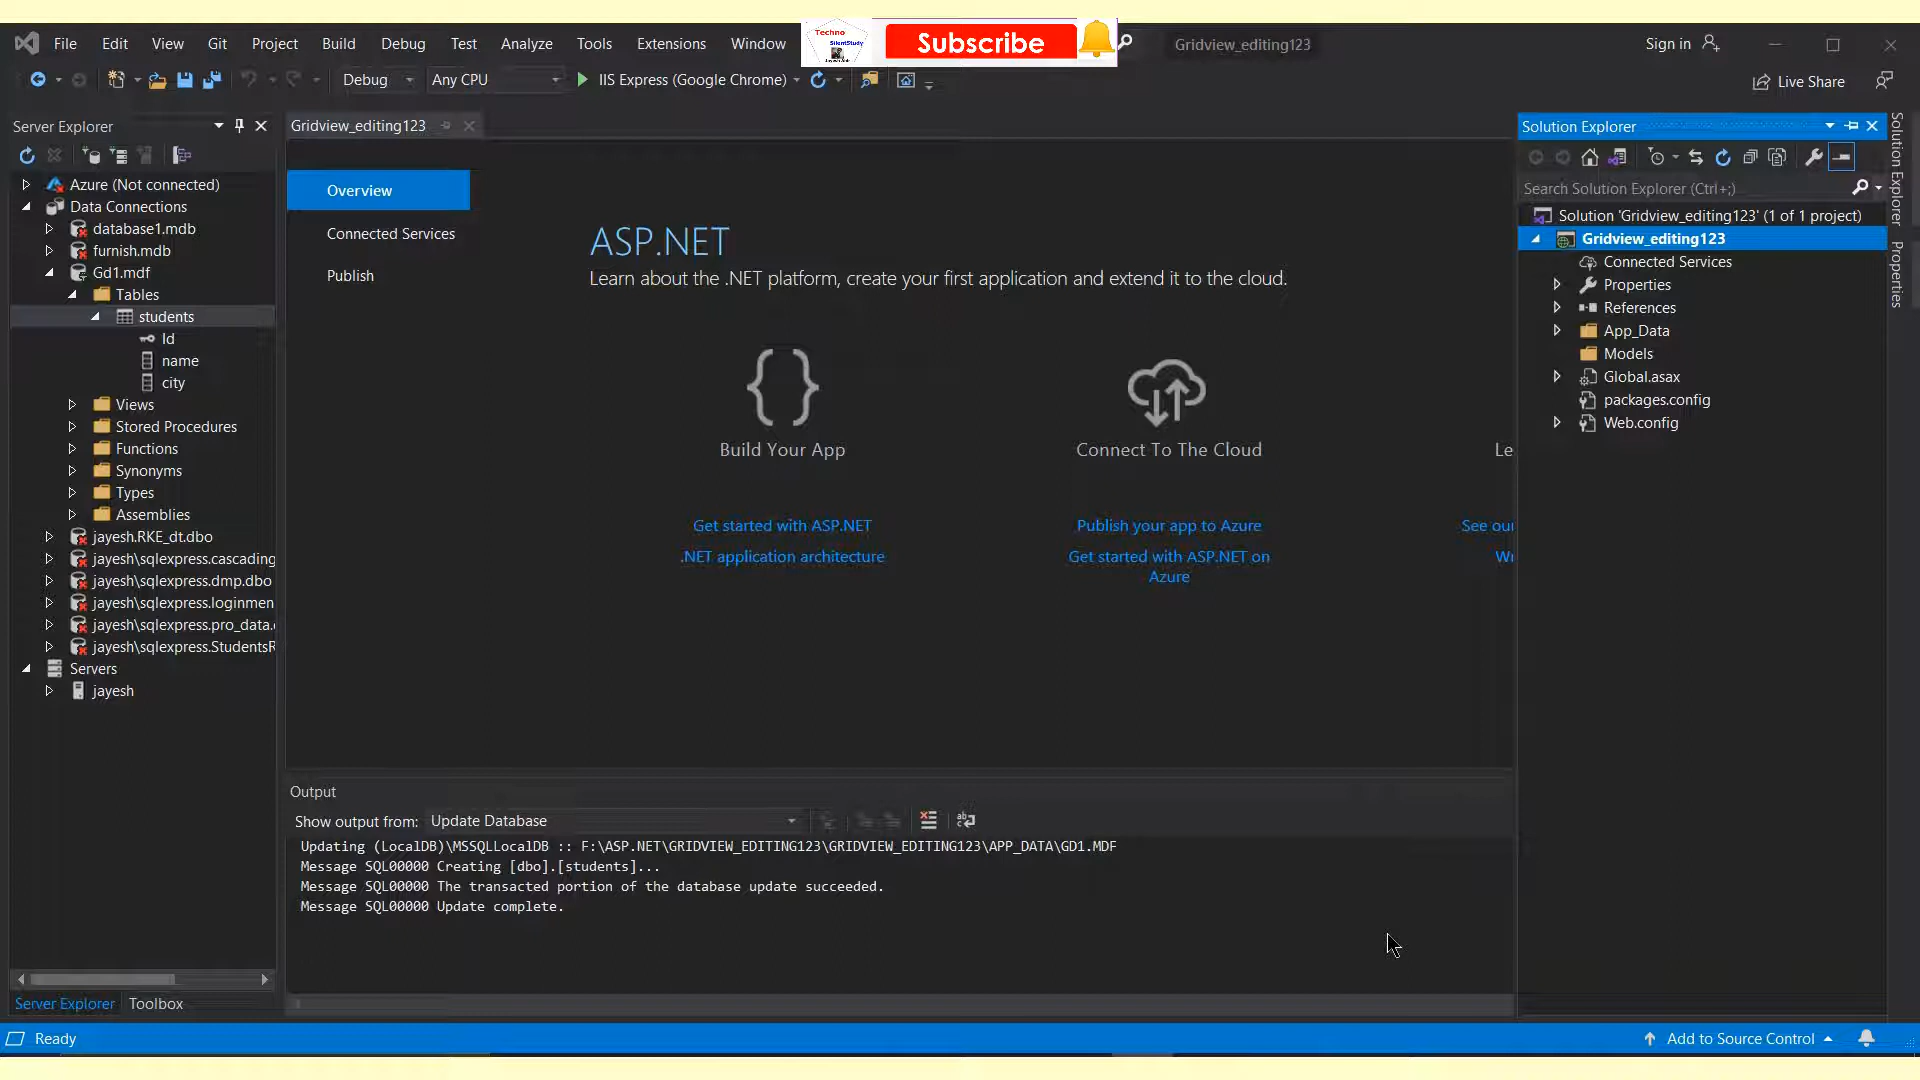 File Edit View Git Project Build Debug Test Analyze Tools Extensions Window
Techno
SilentStudy
Subscribe
Gridview_editing123
Sign in
Debug Any CPU IIS Express (Google Chrome)
Live Share
Server Explorer
Azure (Not connected)
Data Connections
database1.mdb
furnish.mdb
Gd1.mdf
Tables
students
Id
name
city
Views
Stored Procedures
Functions
Synonyms
Types
Assemblies
jayesh.RKE_dt.dbo
jayesh\sqlexpress.cascading
jayesh\sqlexpress.dmp.dbo
jayesh\sqlexpress.loginmen
jayesh\sqlexpress.pro_data.
jayesh\sqlexpress.StudentsR
Servers
jayesh
Server Explorer Toolbox
Gridview_editing123
Overview
Connected Services
Publish
ASP.NET
Learn about the .NET platform, create your first application and extend it to the cloud.
Build Your App
Get started with ASP.NET
.NET application architecture
Connect To The Cloud
Publish your app to Azure
Get started with ASP.NET on
Azure
Le
See ou
W
Output
Show output from: Update Database
Updating (LocalDB)\MSSQLLocalDB :: F:\ASP.NET\GRIDVIEW_EDITING123\GRIDVIEW_EDITING123\APP_DATA\GD1.MDF
Message SQL00000 Creating [dbo].[students]...
Message SQL00000 The transacted portion of the database update succeeded.
Message SQL00000 Update complete.
Solution Explorer
Search Solution Explorer (Ctrl+;)
Solution 'Gridview_editing123' (1 of 1 project)
Gridview_editing123
Connected Services
Properties
References
App_Data
Models
Global.asax
packages.config
Web.config
Solution Explorer
Properties
Ready
Add to Source Control